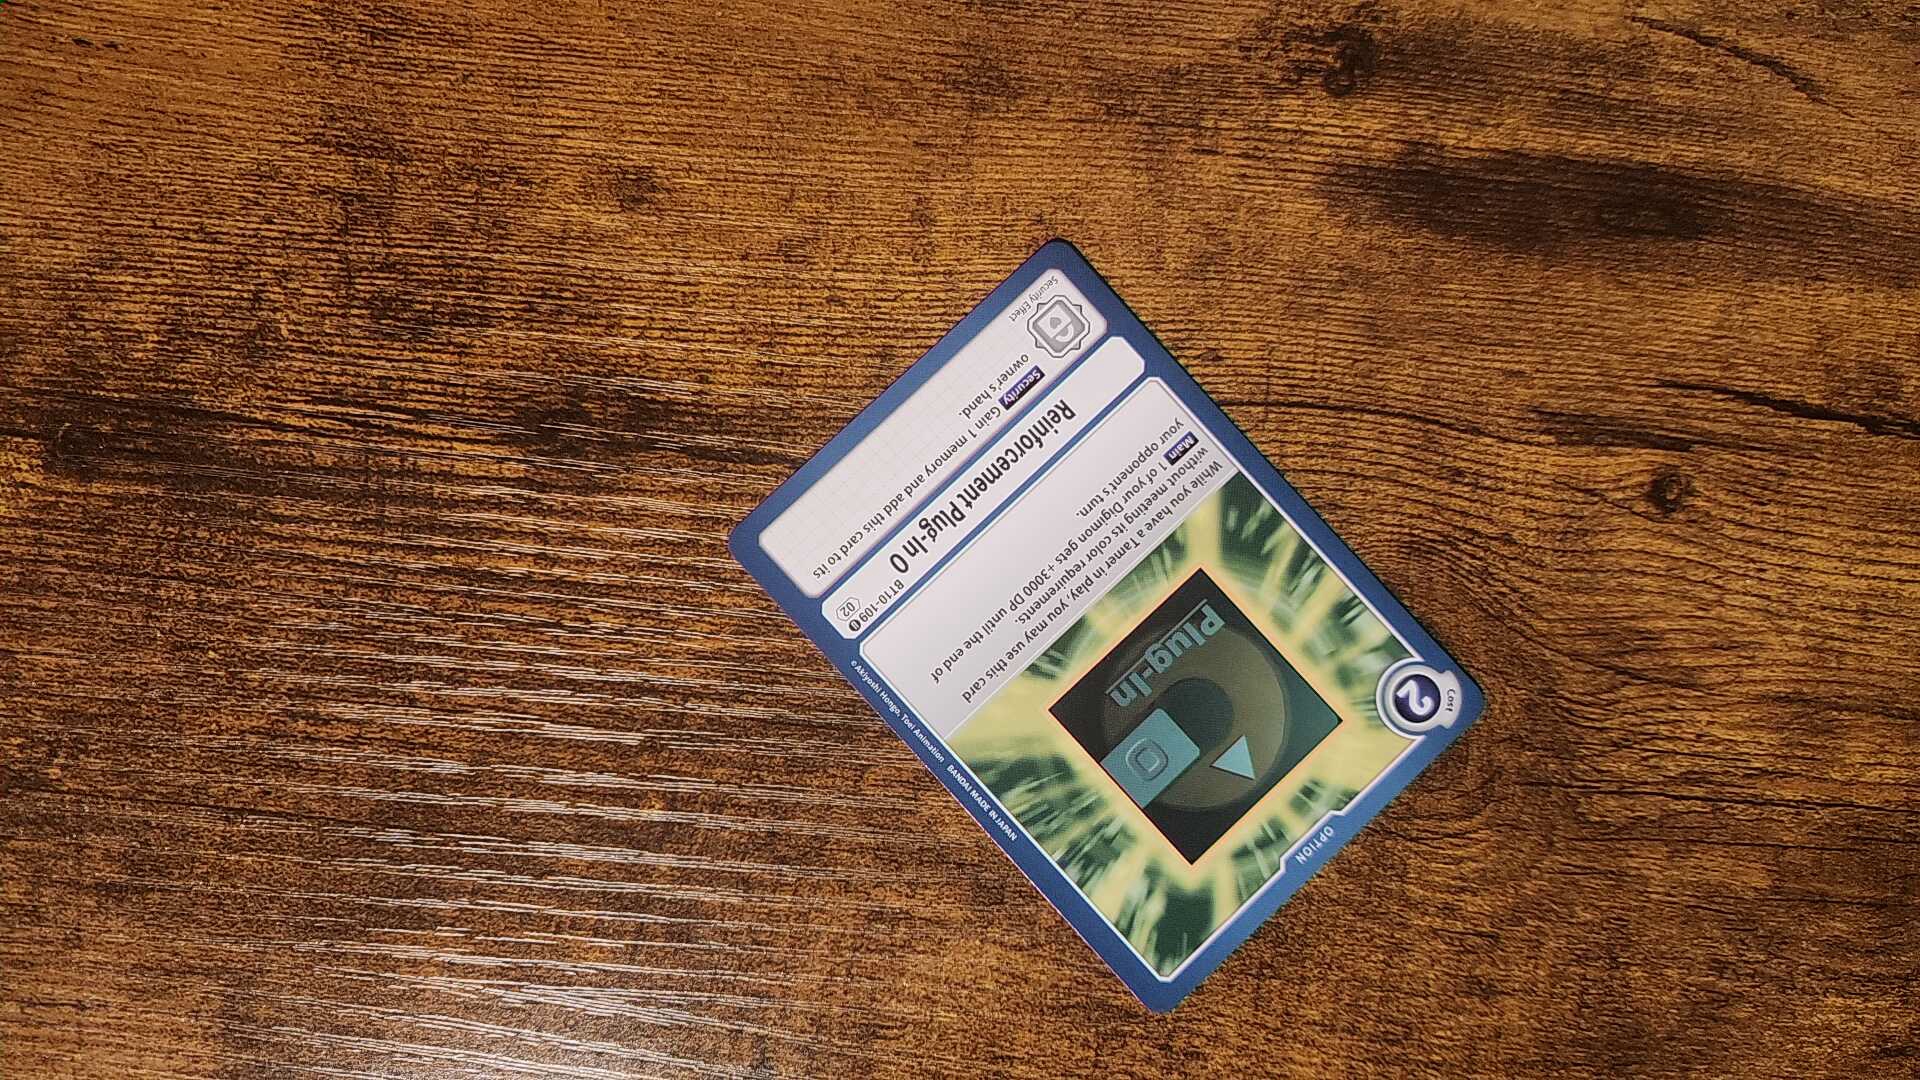 Cost
2
OPTION
Plug-In
O
While you have a Tamer in play, you may use this card
without meeting its color requirements.
Main 1 of your Digimon gets +3000 DP until the end of
your opponent's turn.
BT10-109 U
02
Reinforcement Plug-In 0
Security Gain 1 memory and add this card to its
owner's hand.
Security Effect
© Akiyoshi Hongo, Toei Animation BANDAI MADE IN JAPAN